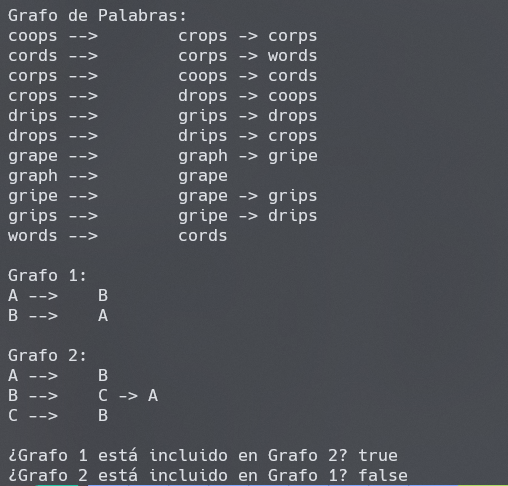 Grafo de Palabras:
coops --> crops -> corps
cords --> corps -> words
corps --> coops -> cords
crops --> drops -> coops
drips --> grips -> drops
drops --> drips -> crops
grape --> graph -> gripe
graph --> grape
gripe --> grape -> grips
grips --> gripe -> drips
words --> cords
Grafo 1:
A --> B
B --> A
Grafo 2:
A --> B
B --> C -> A
C --> B
¿Grafo 1 está incluido en Grafo 2? true
¿Grafo 2 está incluido en Grafo 1? false